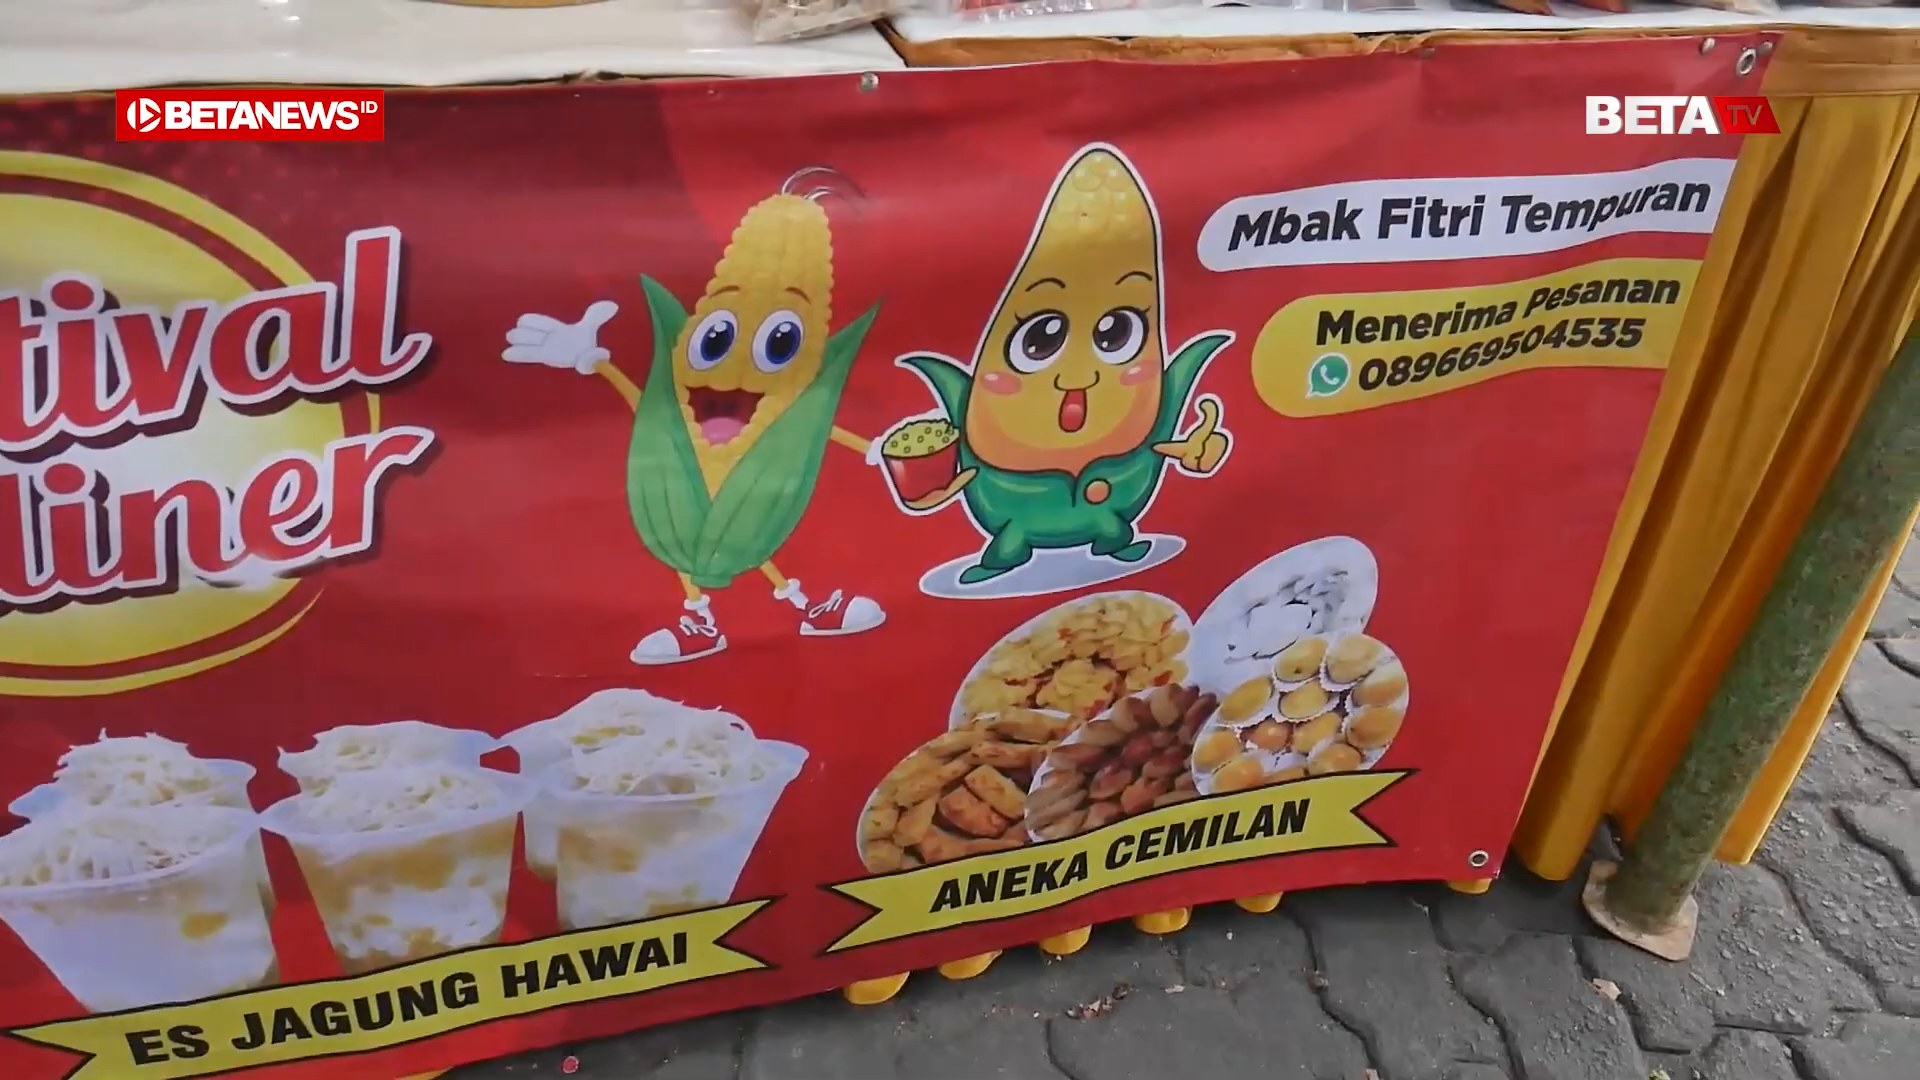 BETANEWS ID
BETA TV
tival
liner
Mbak Fitri Tempuran
Menerima Pesanan
089669504535
ES JAGUNG HAWAI
ANEKA CEMILAN